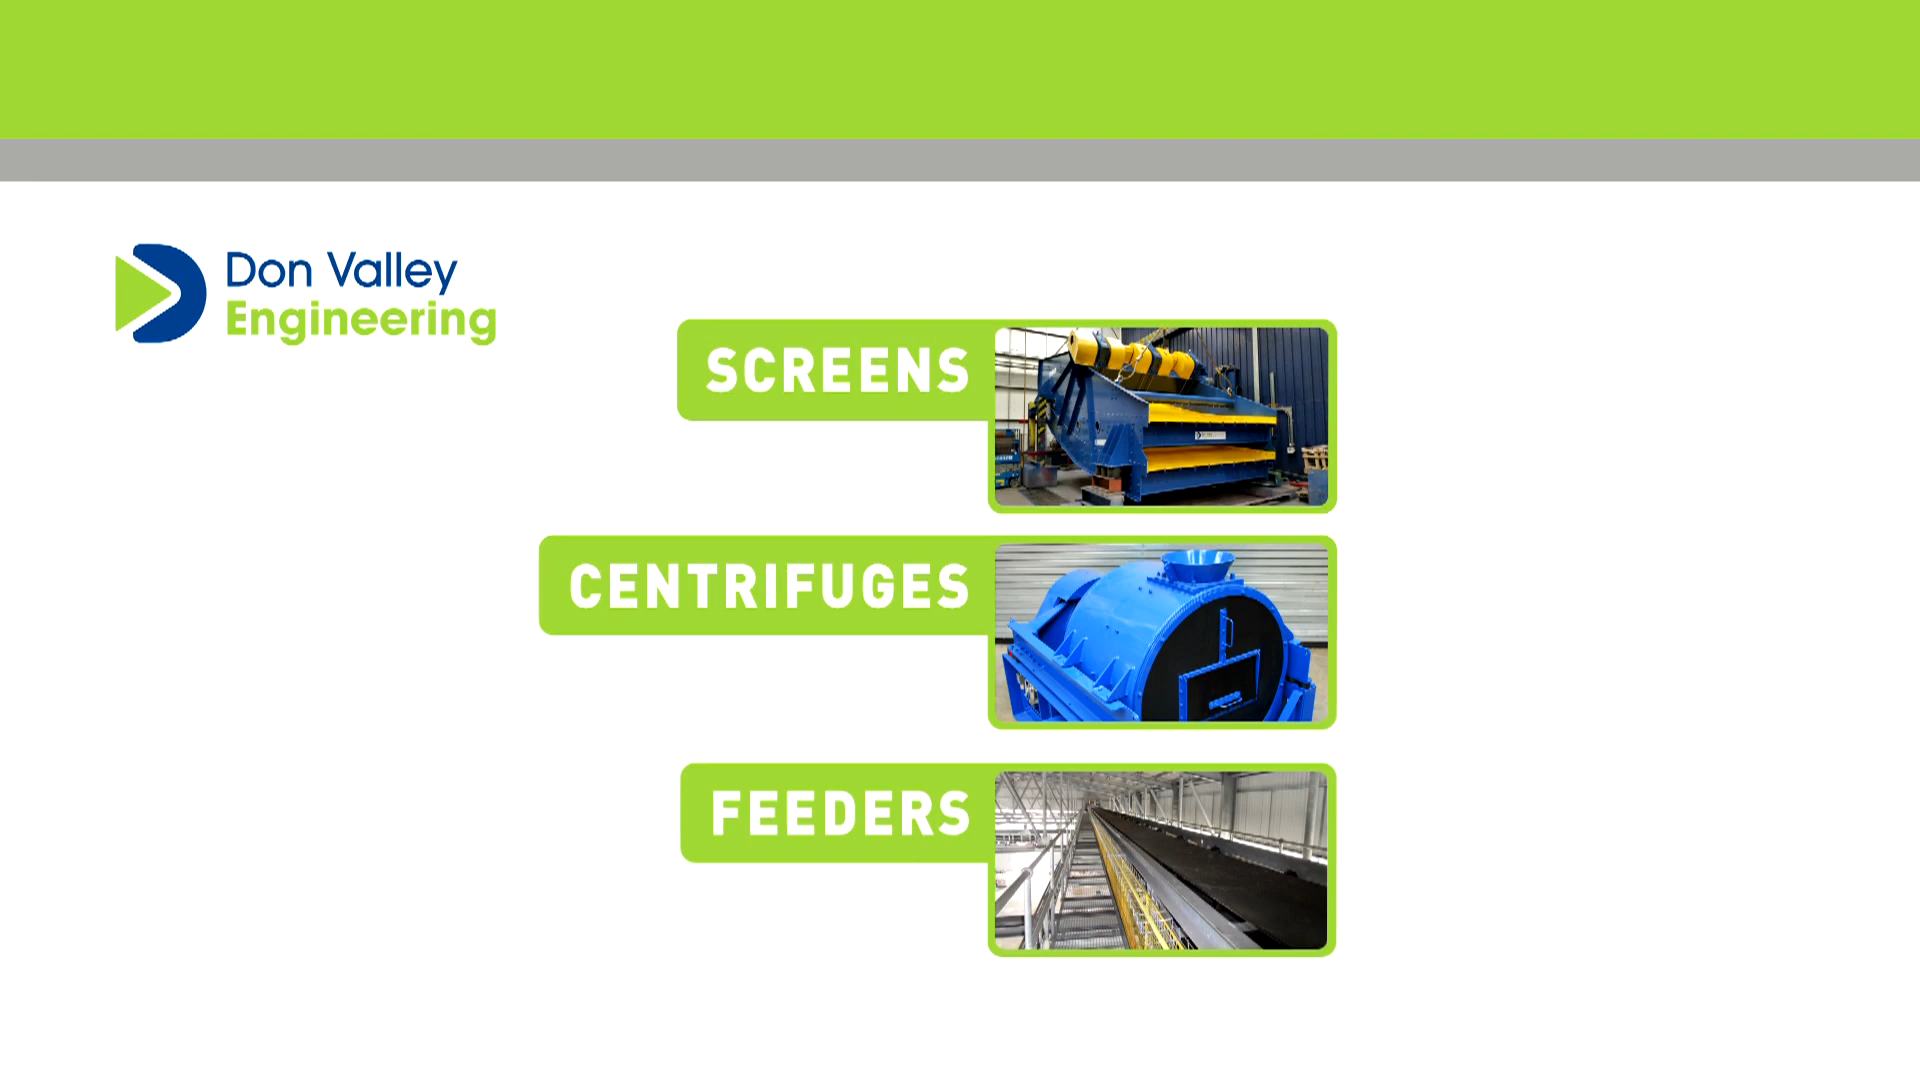 Don Valley
Engineering
SCREENS
CENTRIFUGES
FEEDERS